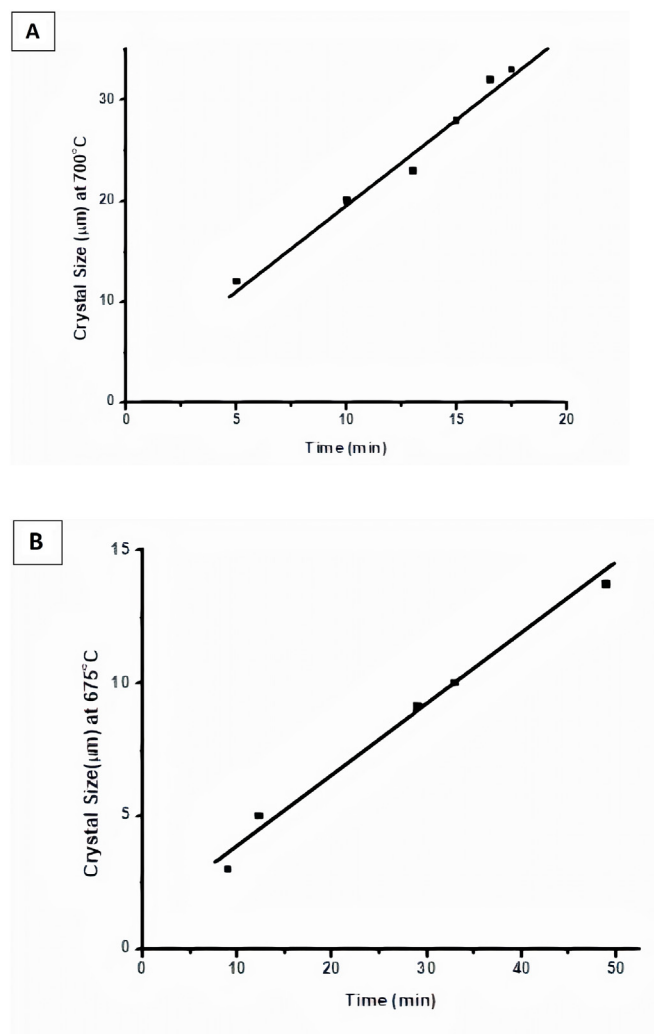 A
Crystal Size (μm) at 700°C
30
20
10
0
0 5 10 15 20
Time (min)
B
Crystal Size(μm) at 675°C
15
10
5
0
0 10 20 30 40 50
Time (min)